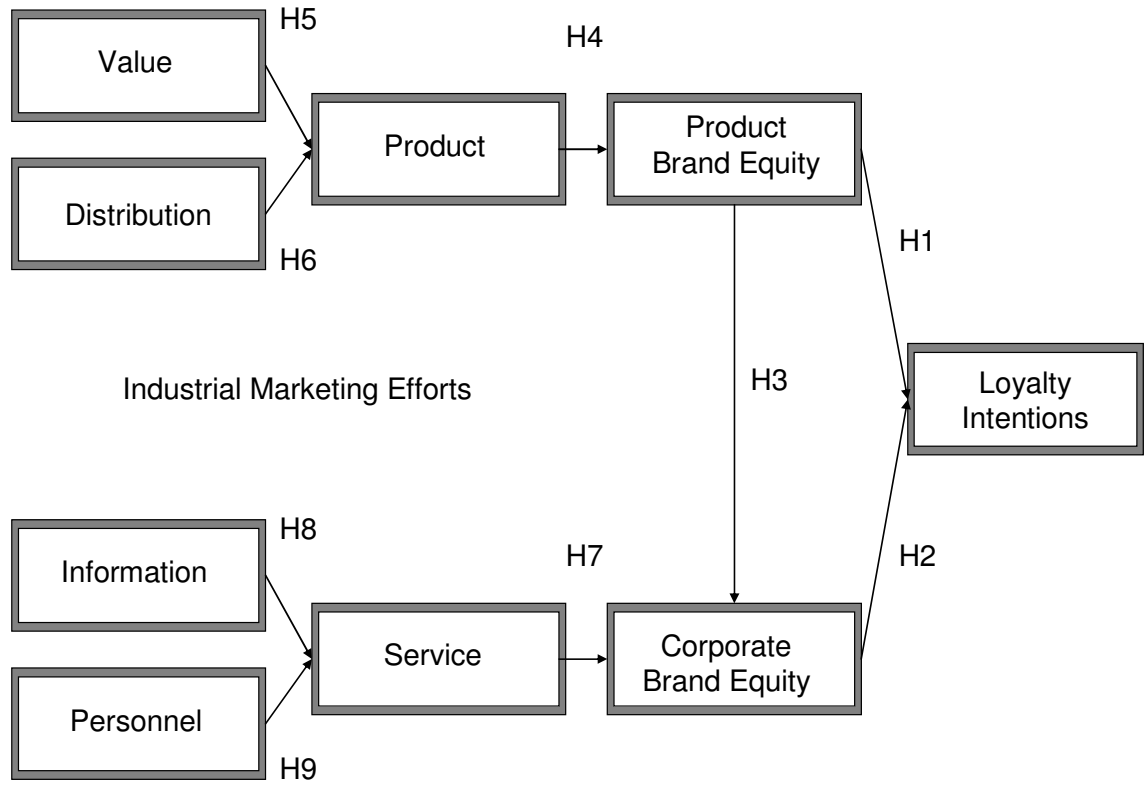 H5
H4
Value
Product
Product
Brand Equity
Distribution
H6
H1
H3
Industrial Marketing Efforts
Loyalty
Intentions
H8
H7
H2
Information
Service
Corporate
Brand Equity
Personnel
H9